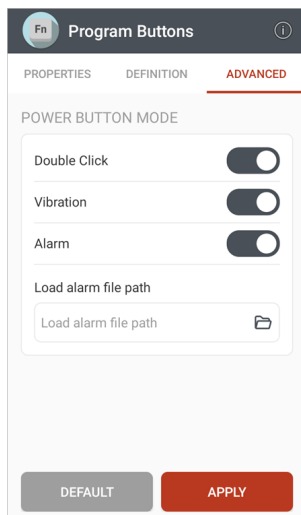 Fn
Program Buttons
PROPERTIES DEFINITION ADVANCED
POWER BUTTON MODE
Double Click
Vibration
Alarm
Load alarm file path
Load alarm file path
DEFAULT APPLY